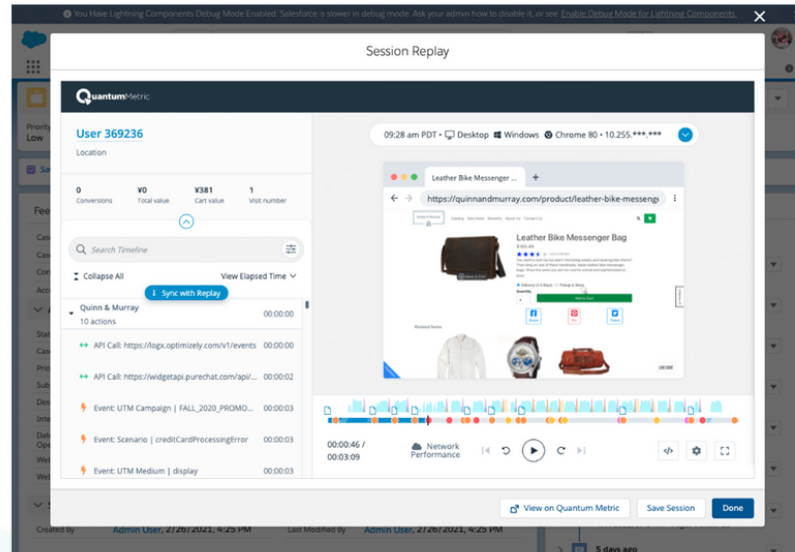 You Have Lightning Components Debug Mode Enabled. Salesforce is slower in debug mode. Ask your admin how to disable it, or see Enable Debug Mode for Lightning Components.
Session Replay
QuantumMetric
User 369236
Location
0 ¥0 ¥381 1
Conversions Total value Cart value Visit number
Search Timeline
Collapse All View Elapsed Time
Sync with Replay
Quinn & Murray 00:00:00
10 actions
API Call: https://logx.optimizely.com/v1/events 00:00:00
API Call: https://widgetapi.purechat.com/api/... 00:00:02
Event: UTM Campaign | FALL_2020_PROMO... 00:00:03
Event: Scenario | creditCardProcessingError 00:00:03
Event: UTM Medium | display 00:00:03
09:28 am PDT • Desktop Windows Chrome 80 • 10.255.***.***
Leather Bike Messenger ...
https://quinnandmurray.com/product/leather-bike-messenge
Leather Bike Messenger Bag
Add to Cart
Related Items
00:00:46 /
00:03:09
Network
Performance
View on Quantum Metric Save Session Done
Priority
Low
Created By Admin User, 2/26/2021, 4:25 PM Last Modified By Admin User, 2/26/2021, 4:25 PM
5 days ago